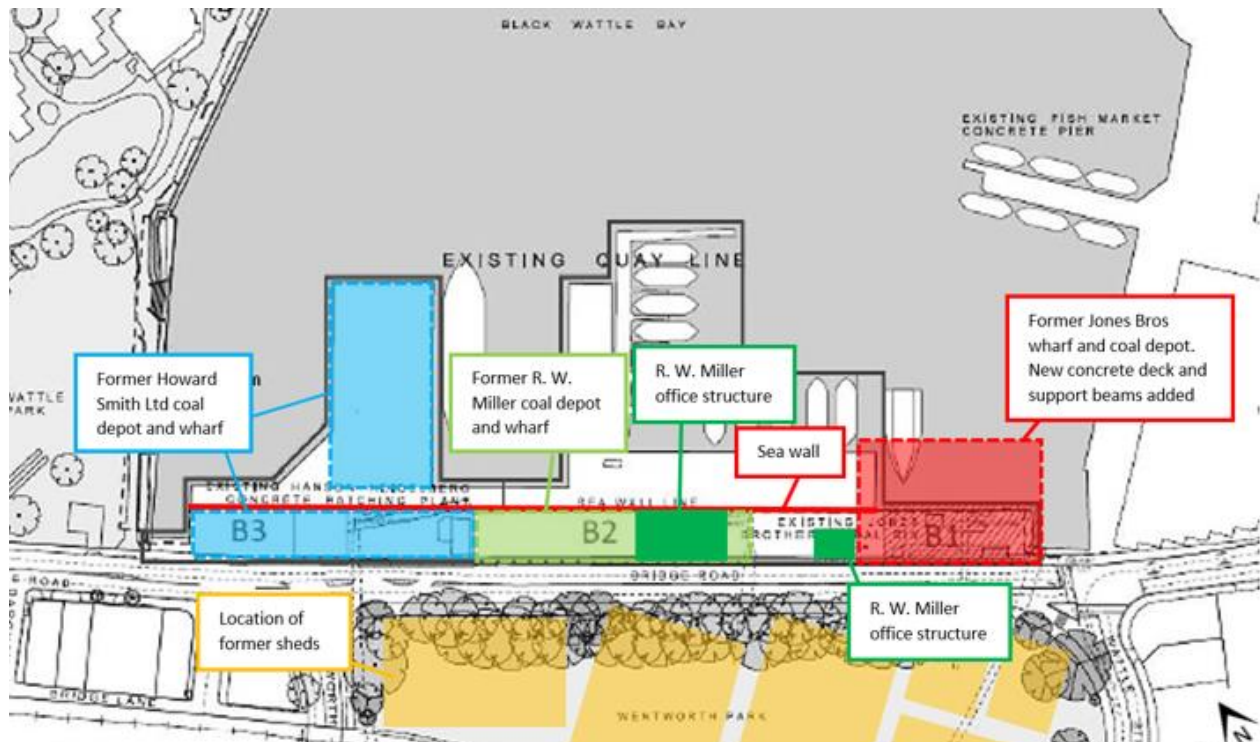 BLACK WATTLE BAY
EXISTING FISH MARKET
CONCRETE PIER
EXISTING QUAY LINE
Former Jones Bros
wharf and coal depot.
New concrete deck and
support beams added
R. W. Miller
office structure
Former Howard
Smith Ltd coal
depot and wharf
Former R. W.
Miller coal depot
and wharf
WATTLE
PARK
Sea wall
EXISTING HANSON HEIDELBERG
CONCRETE BATCHING PLANT
SEA WALL LINE
B3
B2
EXISTING
B1
BRIDGE ROAD
ROAD
Location of
former sheds
R. W. Miller
office structure
WATTLE
BRIDGE LANE
WENTWORTH PARK
N